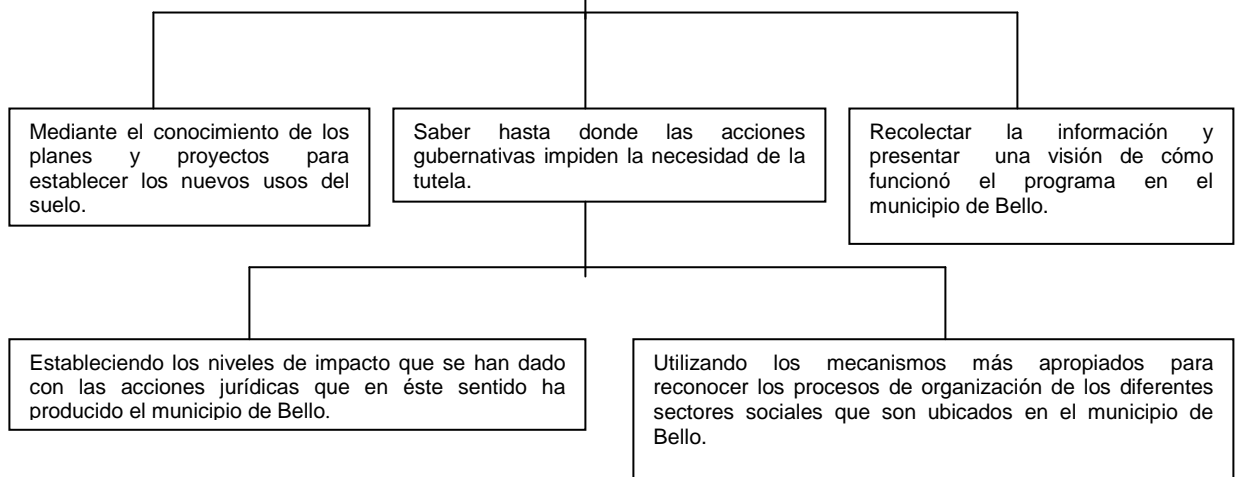 Mediante el conocimiento de los
planes y proyectos para
establecer los nuevos usos del
suelo.
Saber hasta donde las acciones
gubernativas impiden la necesidad de la
tutela.
Recolectar la información y
presentar una visión de cómo
funcionó el programa en el
municipio de Bello.
Estableciendo los niveles de impacto que se han dado
con las acciones jurídicas que en éste sentido ha
producido el municipio de Bello.
Utilizando los mecanismos más apropiados para
reconocer los procesos de organización de los diferentes
sectores sociales que son ubicados en el municipio de
Bello.